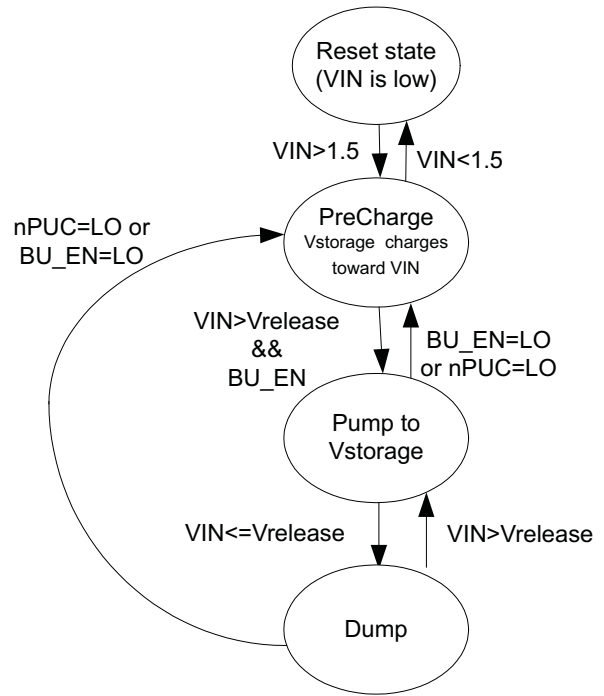 Reset state
(VIN is low)
VIN>1.5
VIN<1.5
PreCharge
Vstorage charges
toward VIN
nPUC=LO or
BU_EN=LO
VIN>Vrelease
&&
BU_EN
BU_EN=LO
or nPUC=LO
Pump to
Vstorage
VIN<=Vrelease
VIN>Vrelease
Dump